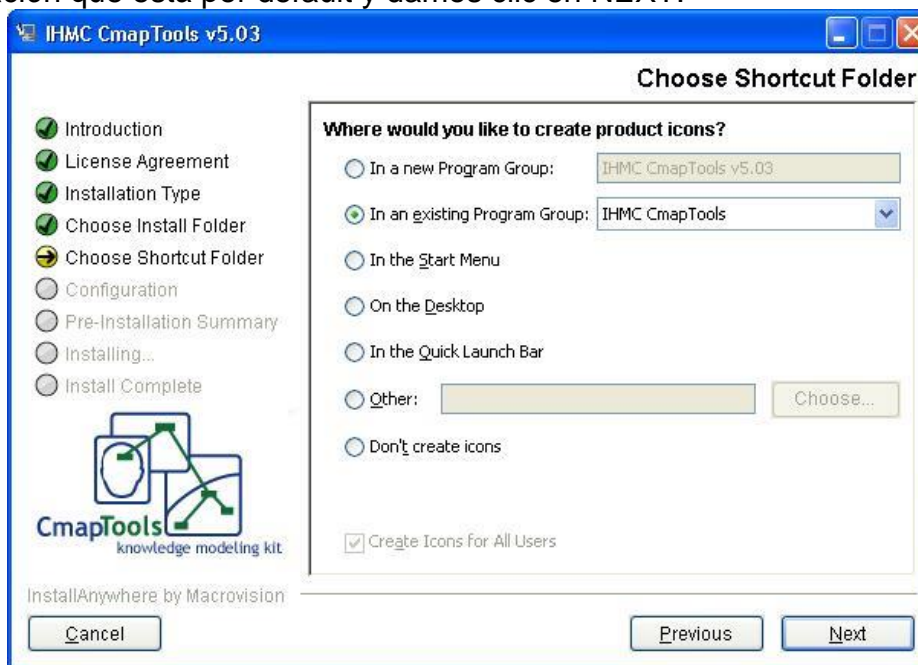 que está por default y damos clic en NEXT.
IHMC CmapTools v5.03
Choose Shortcut Folder
Introduction
License Agreement
Installation Type
Choose Install Folder
Choose Shortcut Folder
Configuration
Pre-Installation Summary
Installing...
Install Complete
CmapTools
knowledge modeling kit
Where would you like to create product icons?
In a new Program Group: IHMC CmapTools v5.03
In an existing Program Group: IHMC CmapTools
In the Start Menu
On the Desktop
In the Quick Launch Bar
Other: Choose...
Don't create icons
Create Icons for All Users
InstallAnywhere by Macrovision
Cancel Previous Next